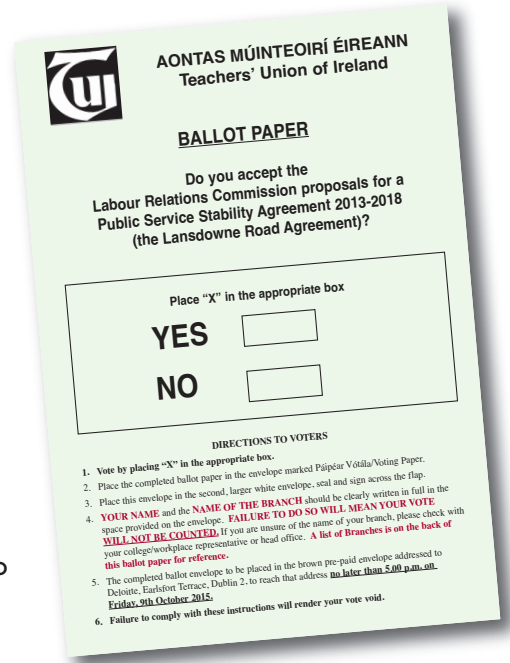 TUI
AONTAS MÚINTEOIRÍ ÉIREANN
Teachers' Union of Ireland
BALLOT PAPER
Do you accept the
Labour Relations Commission proposals for a
Public Service Stability Agreement 2013-2018
(the Lansdowne Road Agreement)?
Place “X” in the appropriate box
YES
NO
DIRECTIONS TO VOTERS
1. Vote by placing “X” in the appropriate box.
2. Place the completed ballot paper in the envelope marked Páipéar Vótála/Voting Paper.
3. Place this envelope in the second, larger white envelope, seal and sign across the flap.
4. YOUR NAME and the NAME OF THE BRANCH should be clearly written in full in the
space provided on the envelope. FAILURE TO DO SO WILL MEAN YOUR VOTE
WILL NOT BE COUNTED. If you are unsure of the name of your branch, please check with
your college/workplace representative or head office. A list of Branches is on the back of
this ballot paper for reference.
5. The completed ballot envelope to be placed in the brown pre-paid envelope addressed to
Deloitte, Earlsfort Terrace, Dublin 2, to reach that address no later than 5.00 p.m. on
Friday, 9th October 2015.
6. Failure to comply with these instructions will render your vote void.